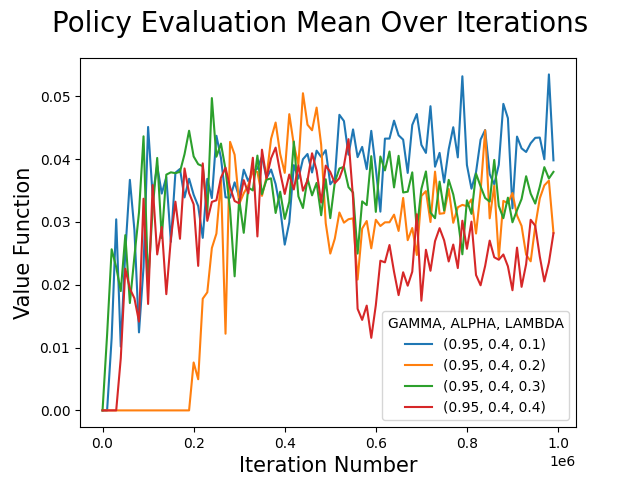 Policy Evaluation Mean Over Iterations
Value Function
0.05
0.04
0.03
0.02
0.01
0.00
GAMMA, ALPHA, LAMBDA
(0.95, 0.4, 0.1)
(0.95, 0.4, 0.2)
(0.95, 0.4, 0.3)
(0.95, 0.4, 0.4)
0.0 0.2 0.4 0.6 0.8 1.0
1e6
Iteration Number